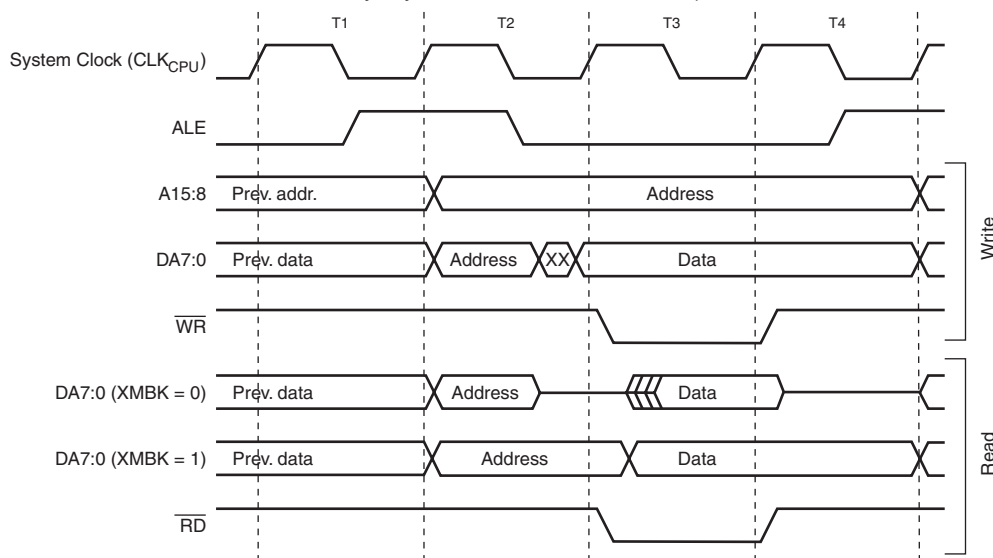 T1 T2 T3 T4
System Clock (CLKCPU)
ALE
A15:8 Prev. addr. Address
DA7:0 Prev. data Address XX Data
WR
Write
DA7:0 (XMBK = 0) Prev. data Address Data
DA7:0 (XMBK = 1) Prev. data Address Data
RD
Read